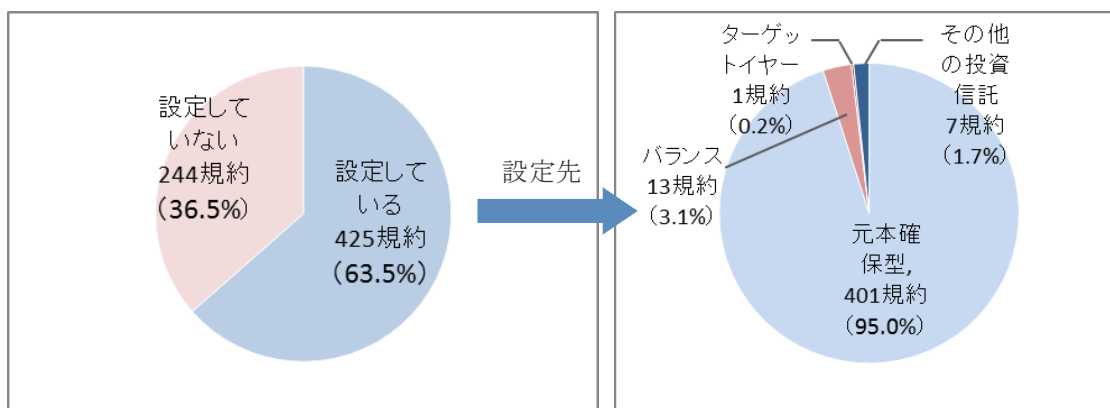 設定して
いない
244規約
(36.5%)
設定して
いる
425規約
(63.5%)
設定先
ターゲッ
トイヤー
1規約
(0.2%)
その他
の投資
信託
7規約
(1.7%)
バランス
13規約
(3.1%)
元本確
保型,
401規約
(95.0%)